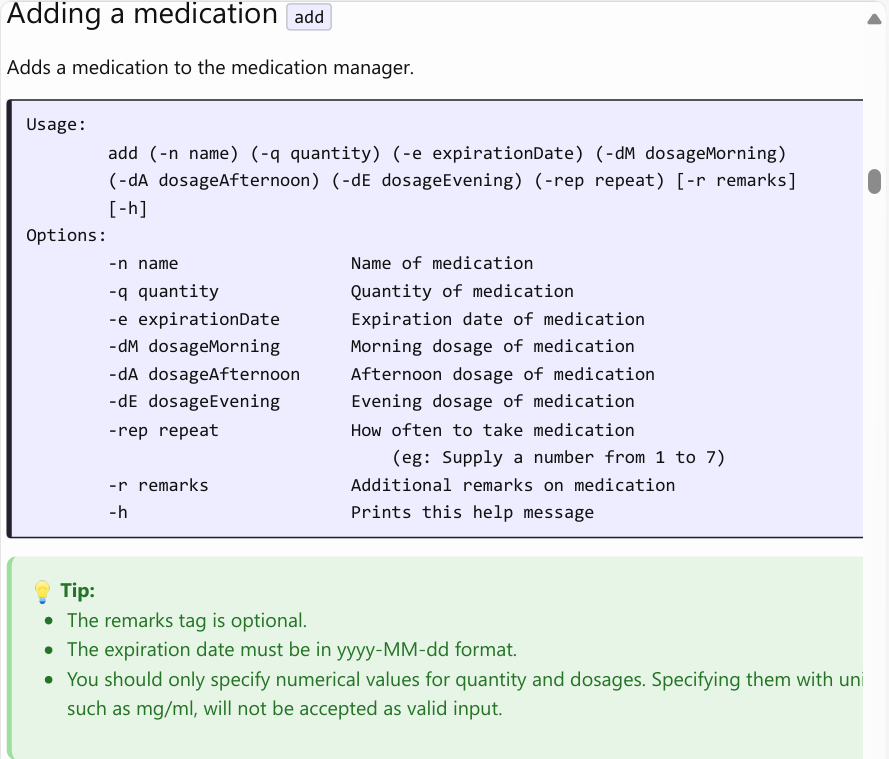 Adding a medication add
Adds a medication to the medication manager.
Usage:
add (-n name) (-q quantity) (-e expirationDate) (-dM dosageMorning)
(-dA dosageAfternoon) (-dE dosageEvening) (-rep repeat) [-r remarks]
[-h]
Options:
-n name Name of medication
-q quantity Quantity of medication
-e expirationDate Expiration date of medication
-dM dosageMorning Morning dosage of medication
-dA dosageAfternoon Afternoon dosage of medication
-dE dosageEvening Evening dosage of medication
-rep repeat How often to take medication
(eg: Supply a number from 1 to 7)
-r remarks Additional remarks on medication
-h Prints this help message
💡 Tip:
• The remarks tag is optional.
• The expiration date must be in yyyy-MM-dd format.
• You should only specify numerical values for quantity and dosages. Specifying them with
such as mg/ml, will not be accepted as valid input.